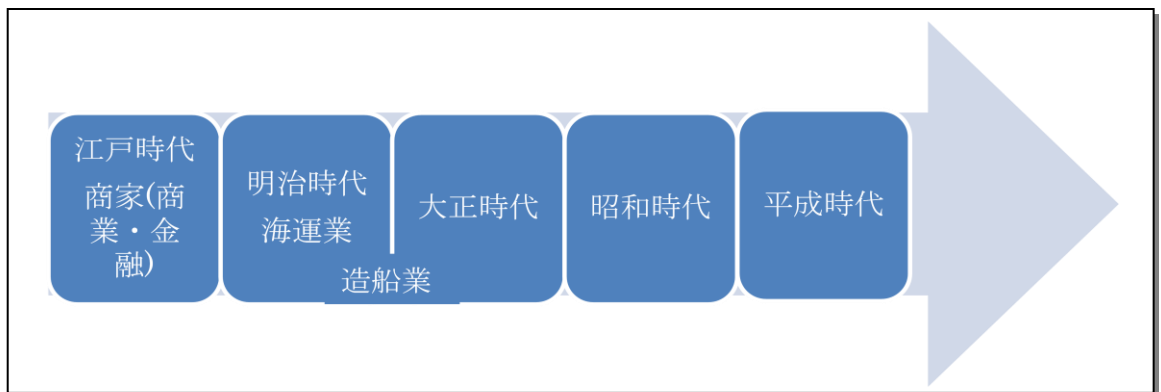 江戸時代
商家(商
業・金
融)
明治時代
海運業
造船業
大正時代
昭和時代
平成時代